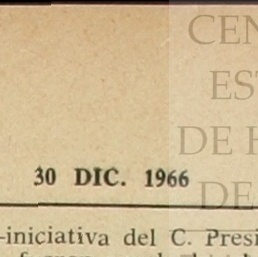 CEN
EST
DE H
DE
30 DIC. 1966
-iniciativa del C. Presi